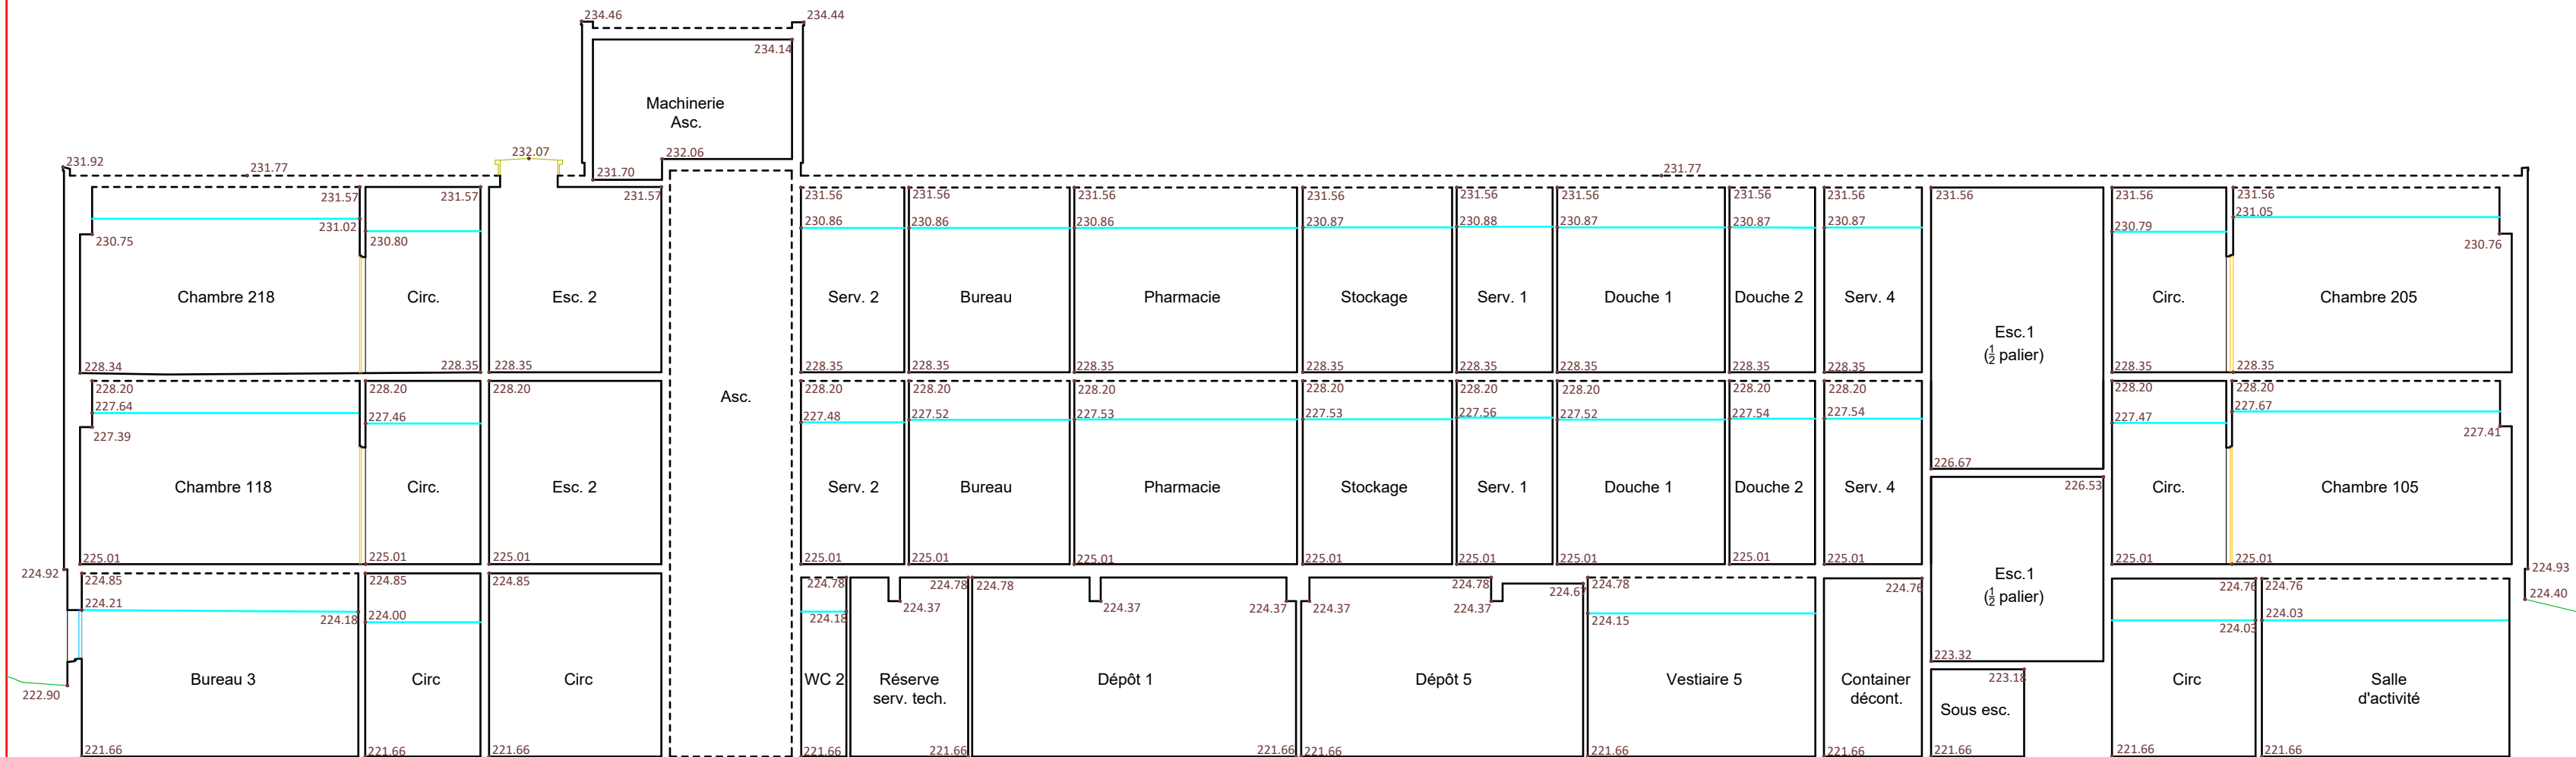 234.46 234.44
234.14
Machinerie
Asc.
232.07 232.06
231.92 231.77 231.70 231.77
231.57 231.57 231.57 231.56 231.56 231.56 231.56 231.56 231.56 231.56 231.56 231.56 231.56 231.56
231.02 230.86 230.86 230.86 230.87 230.88 230.87 230.87 230.87 230.79 231.05
230.75 230.80 230.76
Chambre 218 Circ. Esc. 2 Serv. 2 Bureau Pharmacie Stockage Serv. 1 Douche 1 Douche 2 Serv. 4 Circ. Chambre 205
Esc.1
(1/2 palier)
228.34 228.35 228.35 228.35 228.35 228.35 228.35 228.35 228.35 228.35 228.35 228.35 228.35
228.20 228.20 228.20 228.20 228.20 228.20 228.20 228.20 228.20 228.20 228.20 228.20 228.20
Asc.
227.64 227.46 227.48 227.52 227.53 227.53 227.56 227.52 227.54 227.54 227.47 227.67
227.39 227.41
226.67
226.53
Chambre 118 Circ. Esc. 2 Serv. 2 Bureau Pharmacie Stockage Serv. 1 Douche 1 Douche 2 Serv. 4 Circ. Chambre 105
225.01 225.01 225.01 225.01 225.01 225.01 225.01 225.01 225.01 225.01 225.01 225.01 225.01
224.92 224.93
224.85 224.85 224.85 224.78 224.78 224.78 224.78 224.67 224.78 224.76 224.76 224.76
Esc.1
(1/2 palier)
224.40
224.21 224.18 224.00 224.18 224.37 224.37 224.37 224.37 224.37 224.15 224.03 224.03
223.32
223.18
222.90
Bureau 3 Circ Circ WC 2 Réserve
serv. tech.
Dépôt 1 Dépôt 5 Vestiaire 5 Container
décont.
Sous esc.
Circ Salle
d'activité
221.66 221.66 221.66 221.66 221.66 221.66 221.66 221.66 221.66 221.66 221.66 221.66